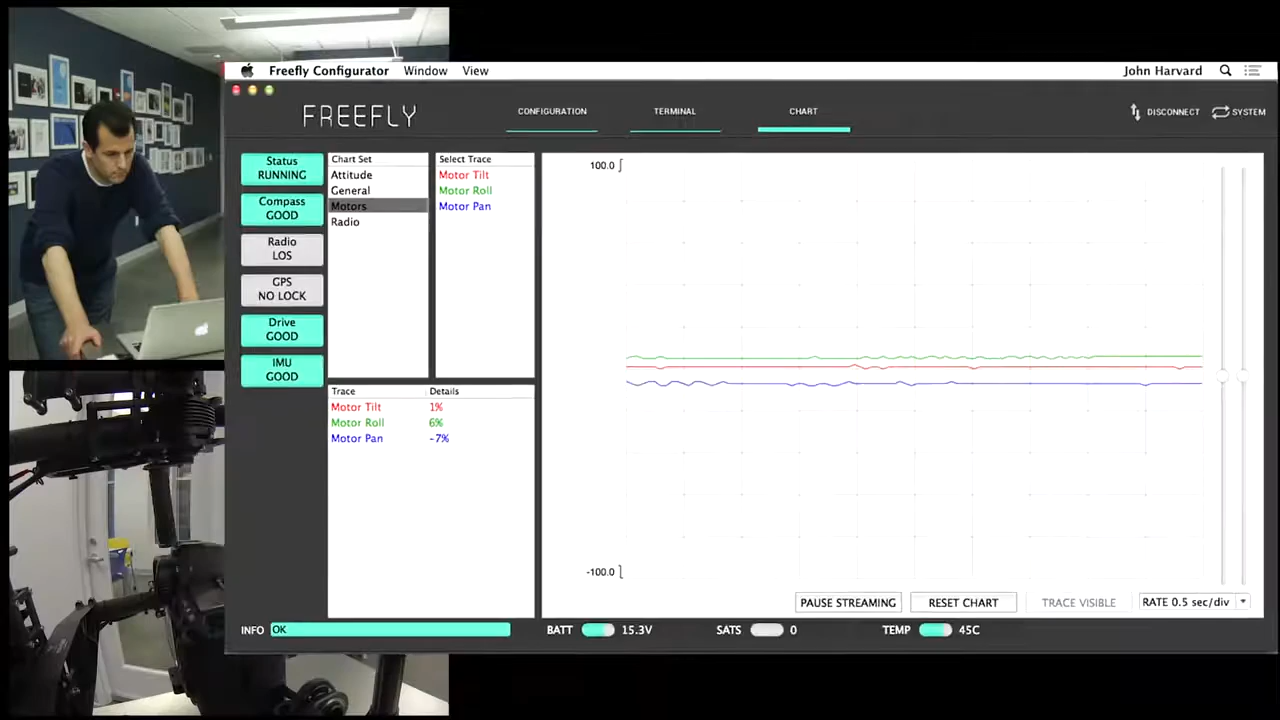 Freefly Configurator Window View John Harvard
FREEFLY CONFIGURATION TERMINAL CHART DISCONNECT SYSTEM
Status
RUNNING
Compass
GOOD
Radio
LOS
GPS
NO LOCK
Drive
GOOD
IMU
GOOD
Chart Set
Attitude
General
Motors
Radio
Select Trace
Motor Tilt
Motor Roll
Motor Pan
Trace Details
Motor Tilt 1%
Motor Roll 6%
Motor Pan -7%
100.0
-100.0
PAUSE STREAMING RESET CHART TRACE VISIBLE RATE 0.5 sec/div
INFO OK BATT 15.3V SATS 0 TEMP 45C